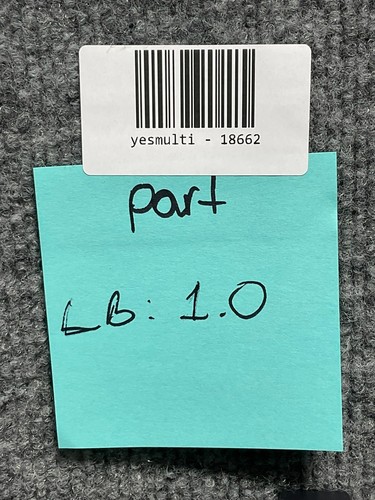 yesmulti - 18662
part
LB: 1.0